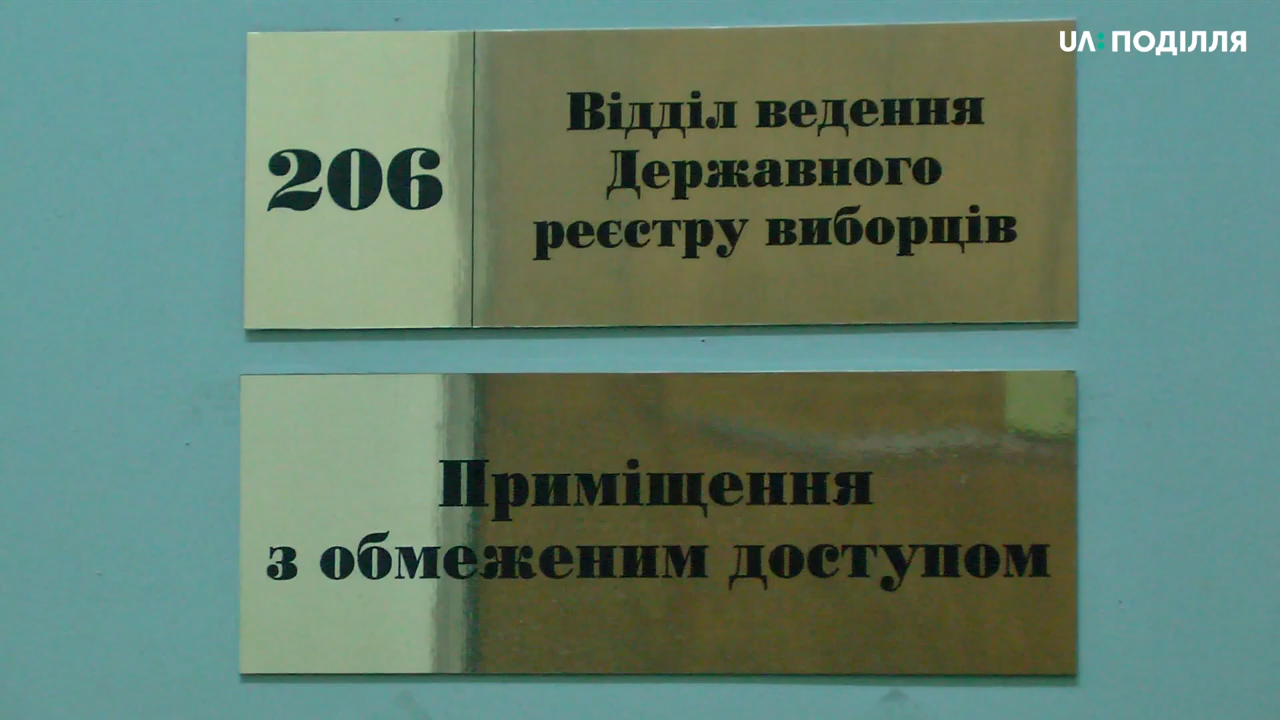 UA: ПОДІЛЛЯ
206
Відділ ведення
Державного
реєстру виборців
Приміщення
з обмеженим доступом